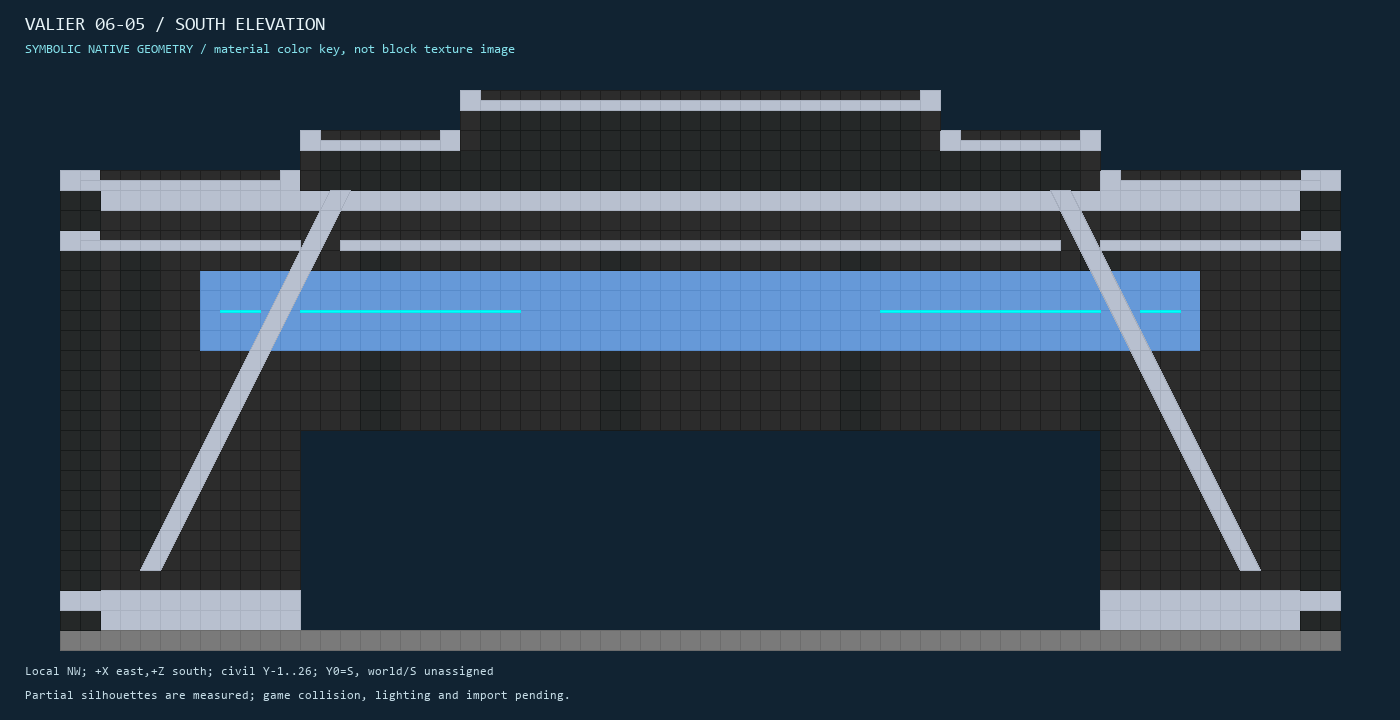 VALIER 06-05 / SOUTH ELEVATION
SYMBOLIC NATIVE GEOMETRY / material color key, not block texture image
Local NW; +X east,+Z south; civil Y-1..26; Y0=S, world/S unassigned
Partial silhouettes are measured; game collision, lighting and import pending.